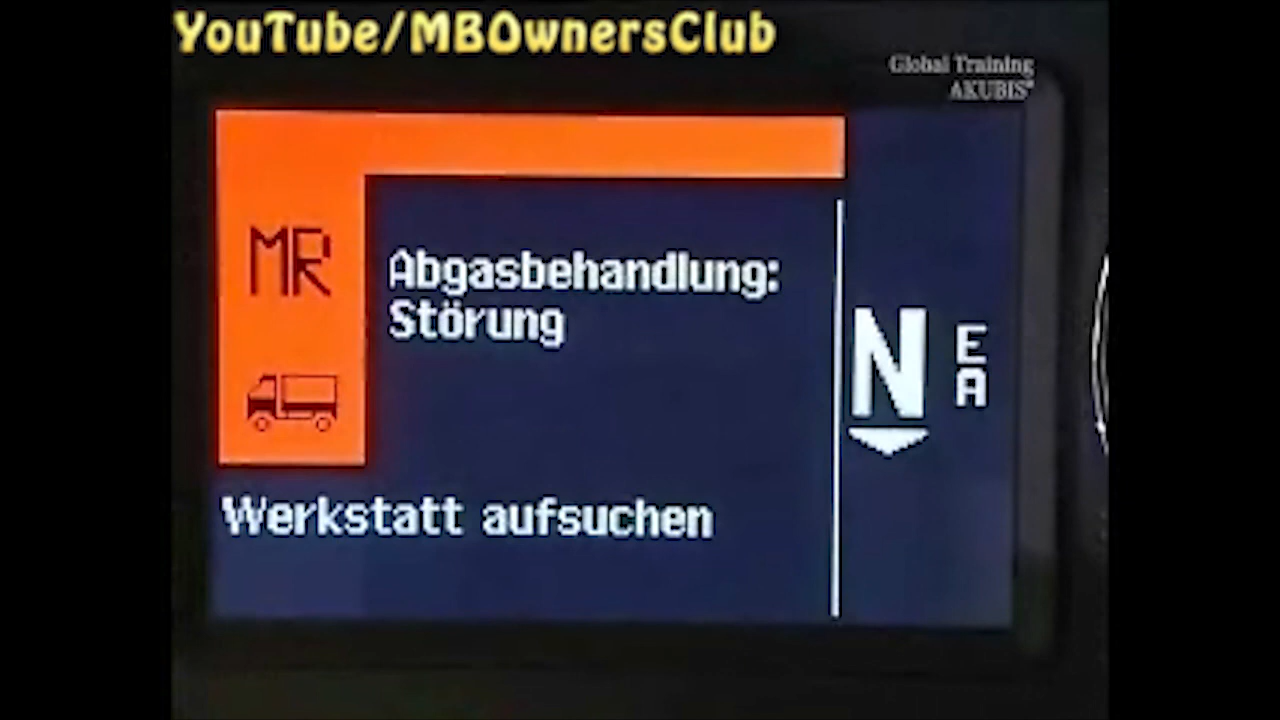 YouTube/MBOwnersClub
Global Training
AKUBIS®
MR
Abgasbehandlung:
Störung
N
E
A
Werkstatt aufsuchen